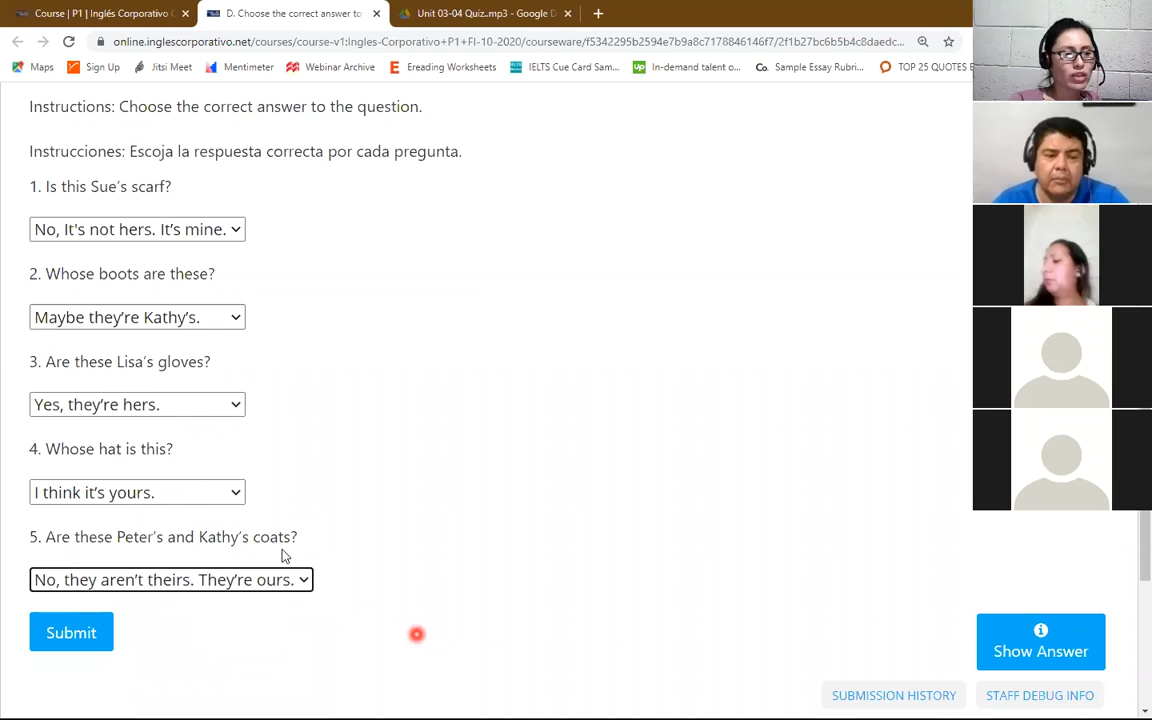 Course | P1 | Inglés Corporativo
D. Choose the correct answer to
Unit 03-04 Quiz..mp3 - Google D
online.inglescorporativo.net/courses/course-v1:Ingles-Corporativo+P1+FI-10-2020/courseware/f5342295b2594e7b9a8c7178846146f7/2f1b27bc6b5b4c8daedc...
Maps
Sign Up
Jitsi Meet
Mentimeter
Webinar Archive
Ereading Worksheets
IELTS Cue Card Sam...
In-demand talent o...
Sample Essay Rubri...
TOP 25 QUOTES
Instructions: Choose the correct answer to the question.
Instrucciones: Escoja la respuesta correcta por cada pregunta.
1. Is this Sue's scarf?
No, It's not hers. It's mine.
2. Whose boots are these?
Maybe they're Kathy's.
3. Are these Lisa's gloves?
Yes, they're hers.
4. Whose hat is this?
I think it's yours.
5. Are these Peter's and Kathy's coats?
No, they aren't theirs. They're ours.
Submit
Show Answer
SUBMISSION HISTORY
STAFF DEBUG INFO